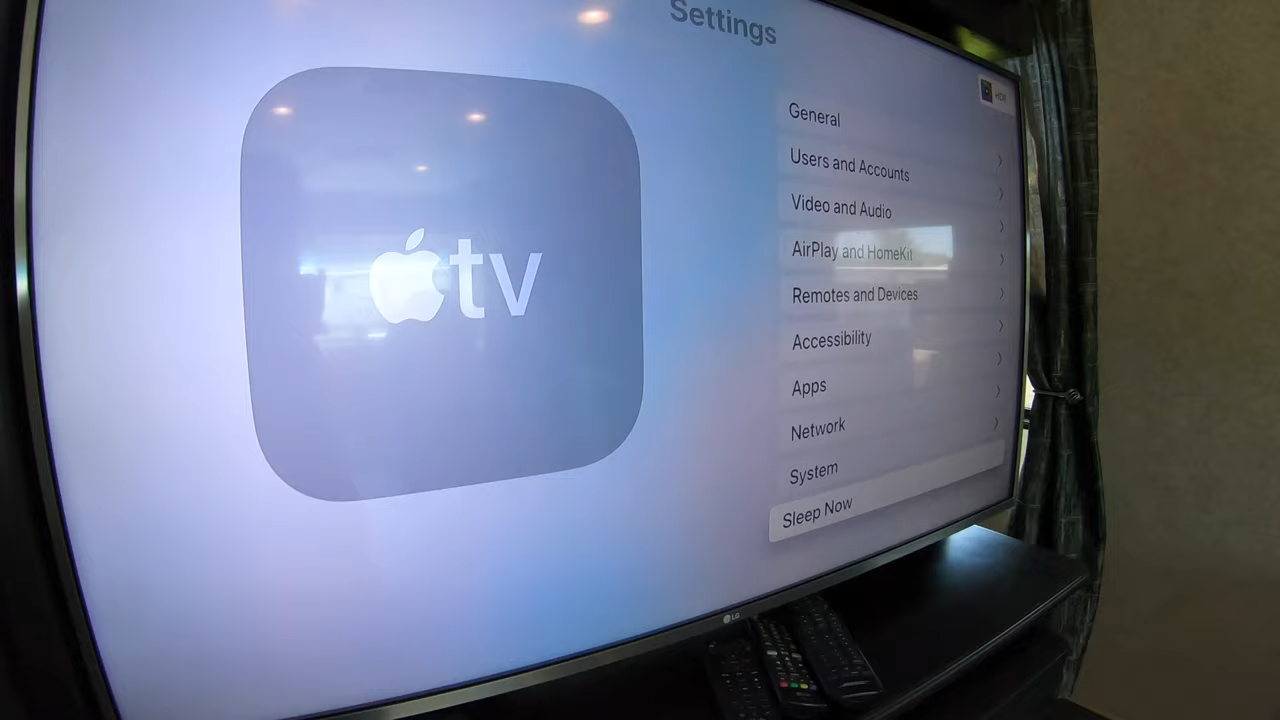 Settings
HDR
General
Users and Accounts
Video and Audio
AirPlay and HomeKit
Remotes and Devices
Accessibility
Apps
Network
System
Sleep Now
tv
LG